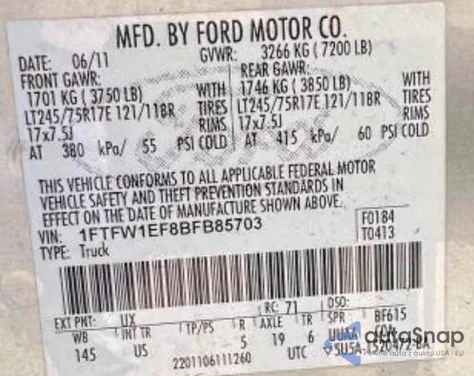 MFD. BY FORD MOTOR CO.
DATE: 06/11 GVWR: 3266 KG (7200 LB)
FRONT GAWR: REAR GAWR:
1701 KG (3750 LB) WITH 1746 KG (3850 LB) WITH
LT245/75R17E 121/118R TIRES LT245/75R17E 121/118R TIRES
17x7.5J RIMS 17x7.5J RIMS
AT 380 kPa/ 55 PSI COLD AT 415 kPa/ 60 PSI COLD
THIS VEHICLE CONFORMS TO ALL APPLICABLE FEDERAL MOTOR
VEHICLE SAFETY AND THEFT PREVENTION STANDARDS IN
EFFECT ON THE DATE OF MANUFACTURE SHOWN ABOVE.
VIN: 1FTFW1EF8BFB85703 F0184
TYPE: Truck T0413
EXT PNT: UX RC: 71 DSO:
WB INT TR TP/PS R AXLE TR SPR BF615
145 US 5 19 6 UUSA
2201106111260 UTC
autoSnap